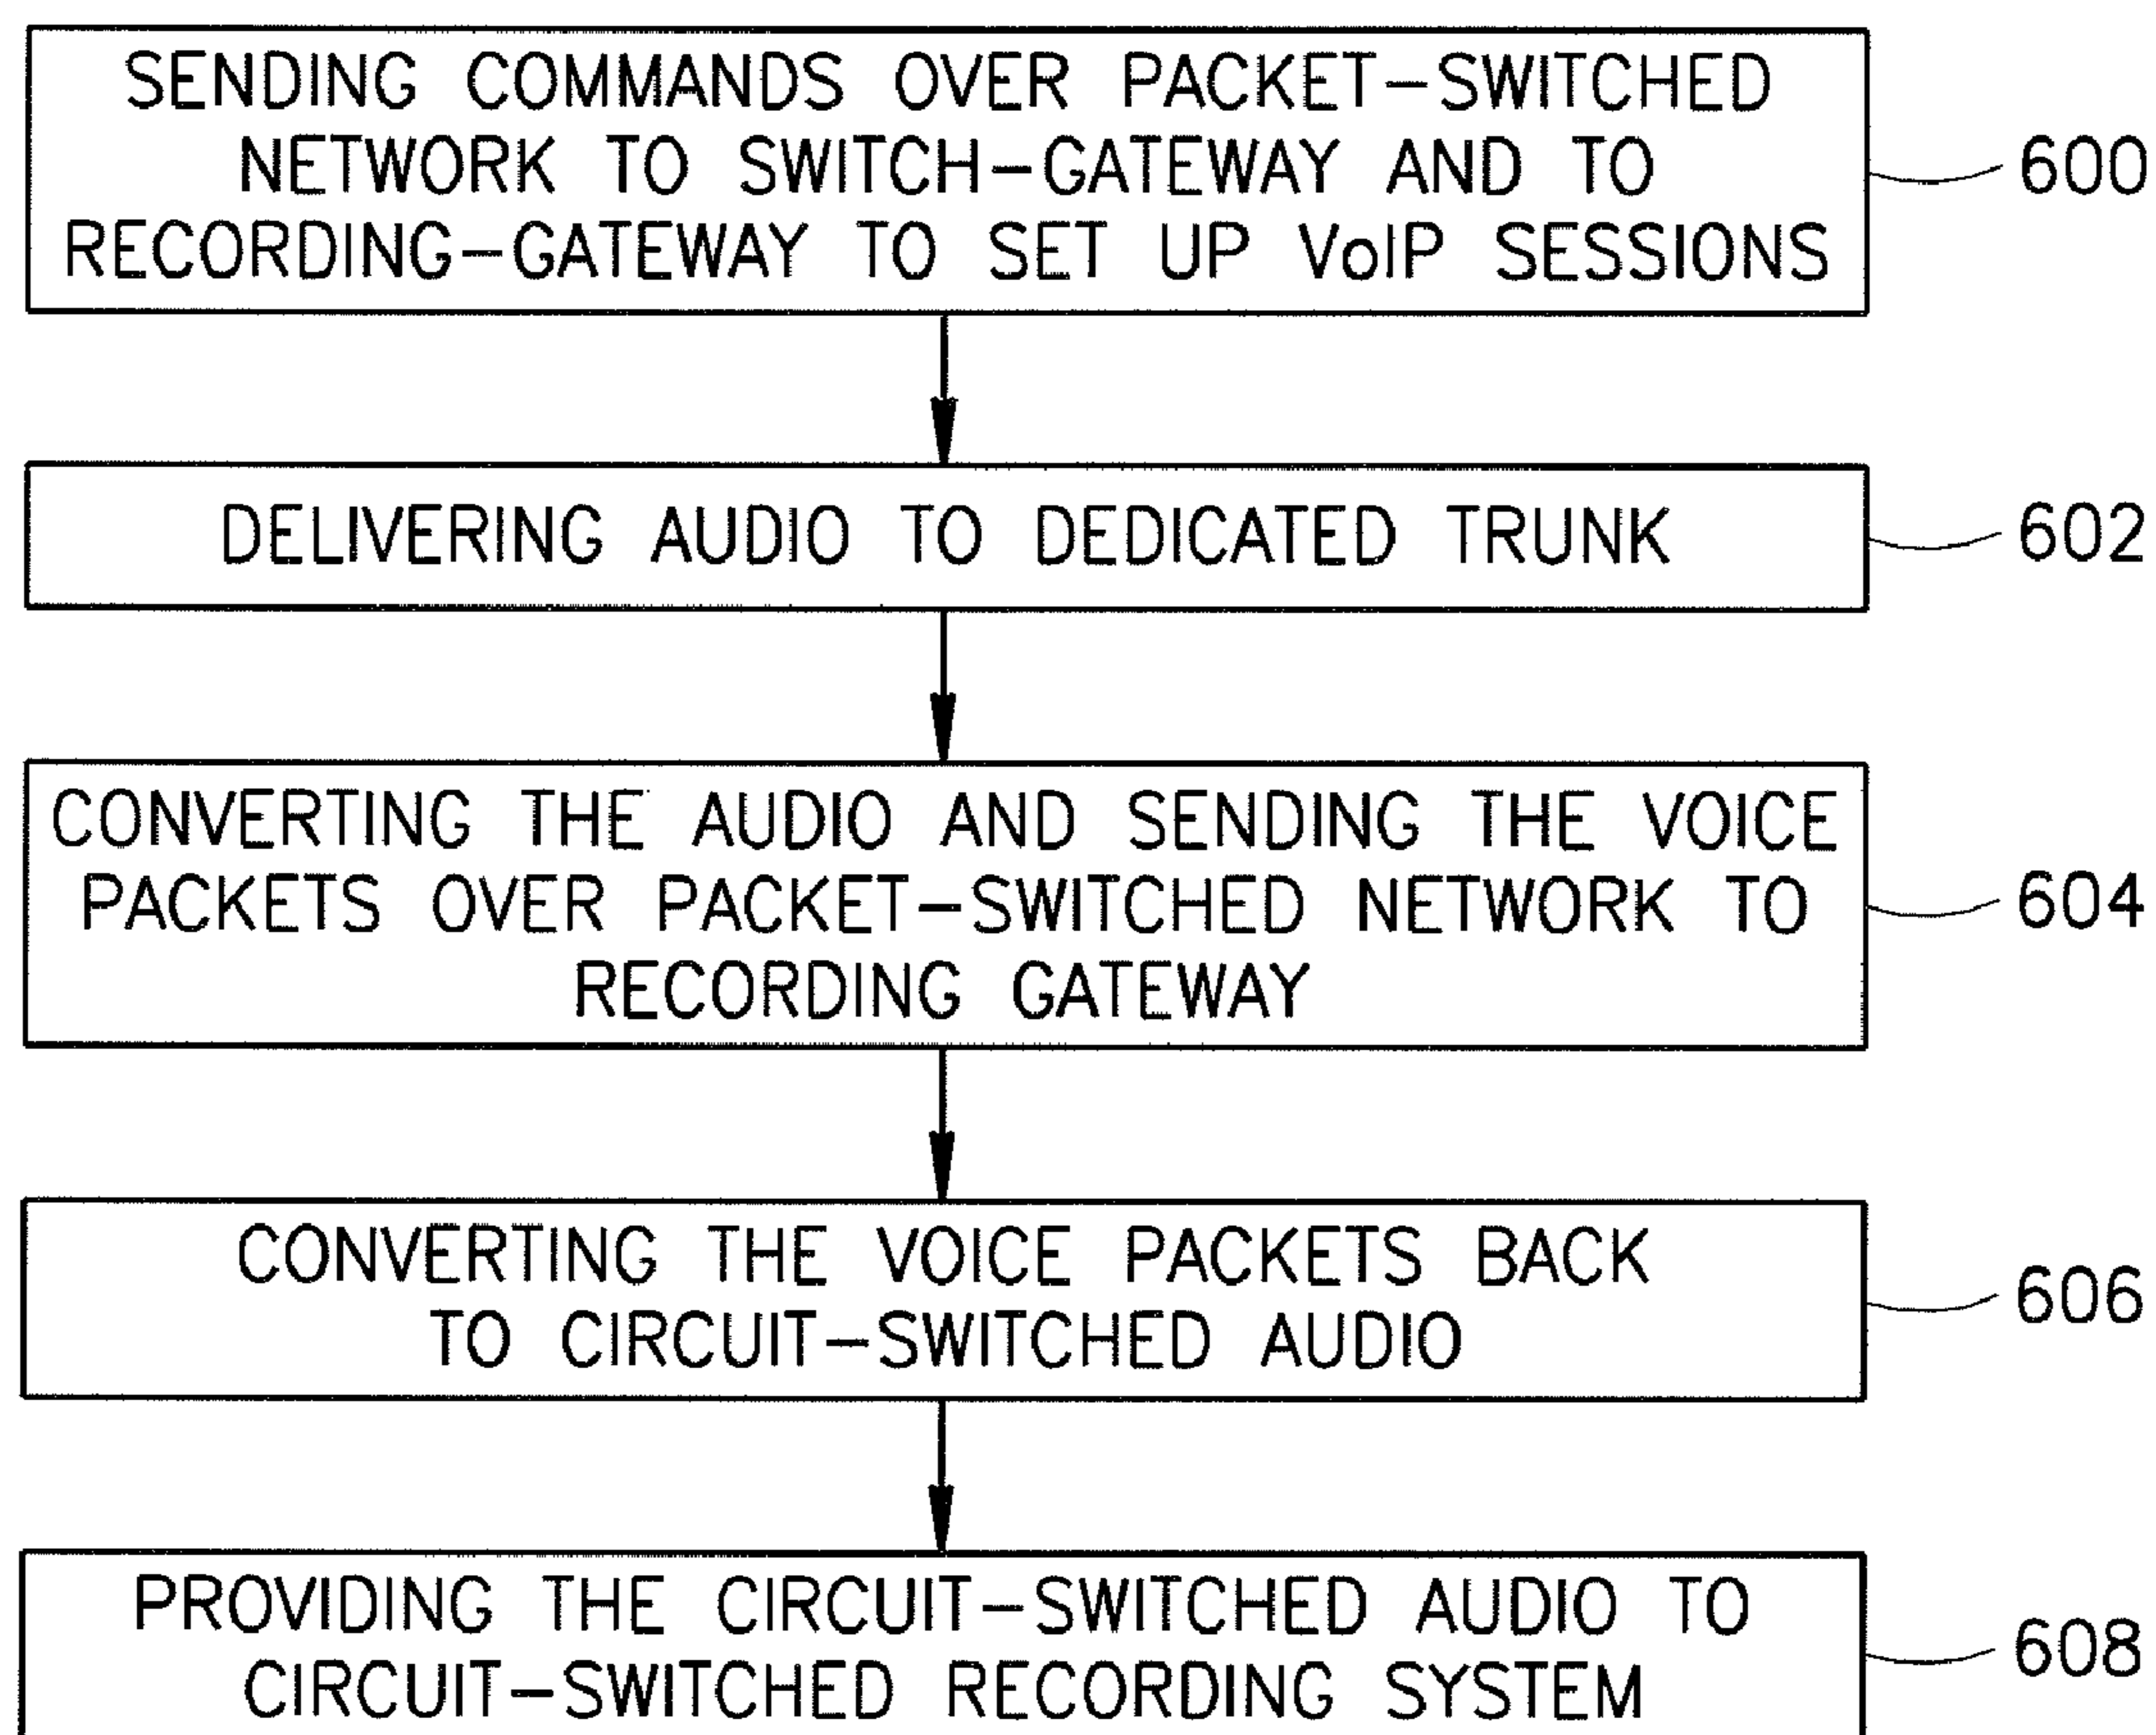 SENDING COMMANDS OVER PACKET-SWITCHED
NETWORK TO SWITCH-GATEWAY AND TO
RECORDING-GATEWAY TO SET UP VoIP SESSIONS
600
DELIVERING AUDIO TO DEDICATED TRUNK
602
CONVERTING THE AUDIO AND SENDING THE VOICE
PACKETS OVER PACKET-SWITCHED NETWORK TO
RECORDING GATEWAY
604
CONVERTING THE VOICE PACKETS BACK
TO CIRCUIT-SWITCHED AUDIO
606
PROVIDING THE CIRCUIT-SWITCHED AUDIO TO
CIRCUIT-SWITCHED RECORDING SYSTEM
608